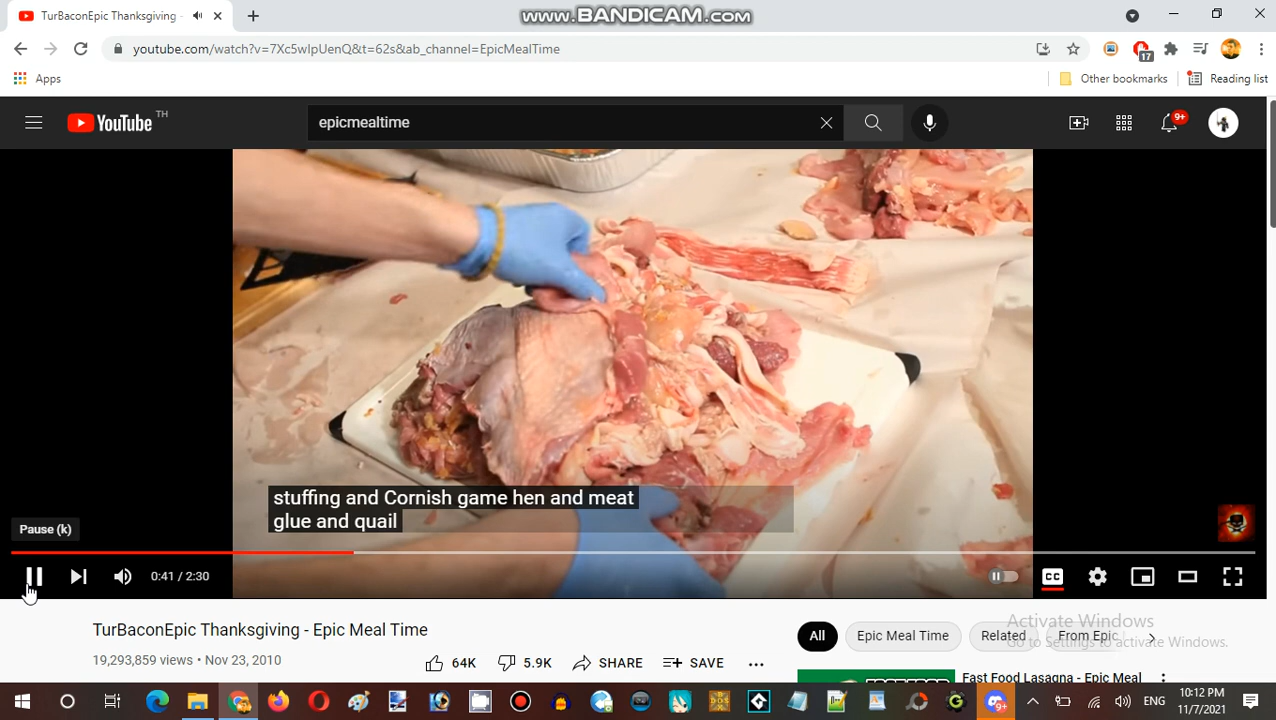 TurBaconEpic Thanksgiving -
www.BANDICAM.com
youtube.com/watch?v=7Xc5wIpUenQ&t=62s&ab_channel=EpicMealTime
17
Apps
Other bookmarks
Reading list
YouTube TH
epicmealtime
9+
stuffing and Cornish game hen and meat
glue and quail
Pause (k)
0:41 / 2:30
CC
TurBaconEpic Thanksgiving - Epic Meal Time
19,293,859 views • Nov 23, 2010
64K
5.9K
SHARE
SAVE
All
Epic Meal Time
Related
From Epic
Activate Windows
Go to Settings to activate Windows.
Fast Food Lasagna - Epic Meal
9+
ENG
10:12 PM
11/7/2021